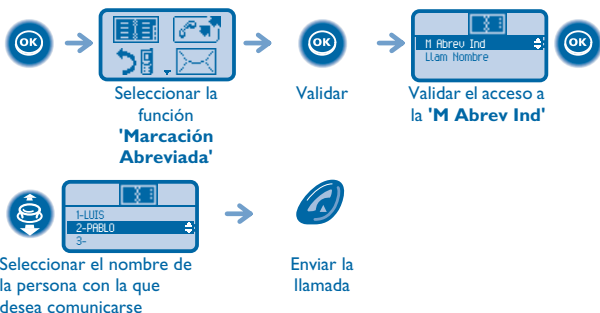 OK
OK
M Abrev Ind
Llam Nombre
OK
Seleccionar la
función
'Marcación
Abreviada'
Validar
Validar el acceso a
la 'M Abrev Ind'
1-LUIS
2-PABLO
3-
Seleccionar el nombre de
la persona con la que
desea comunicarse
Enviar la
llamada